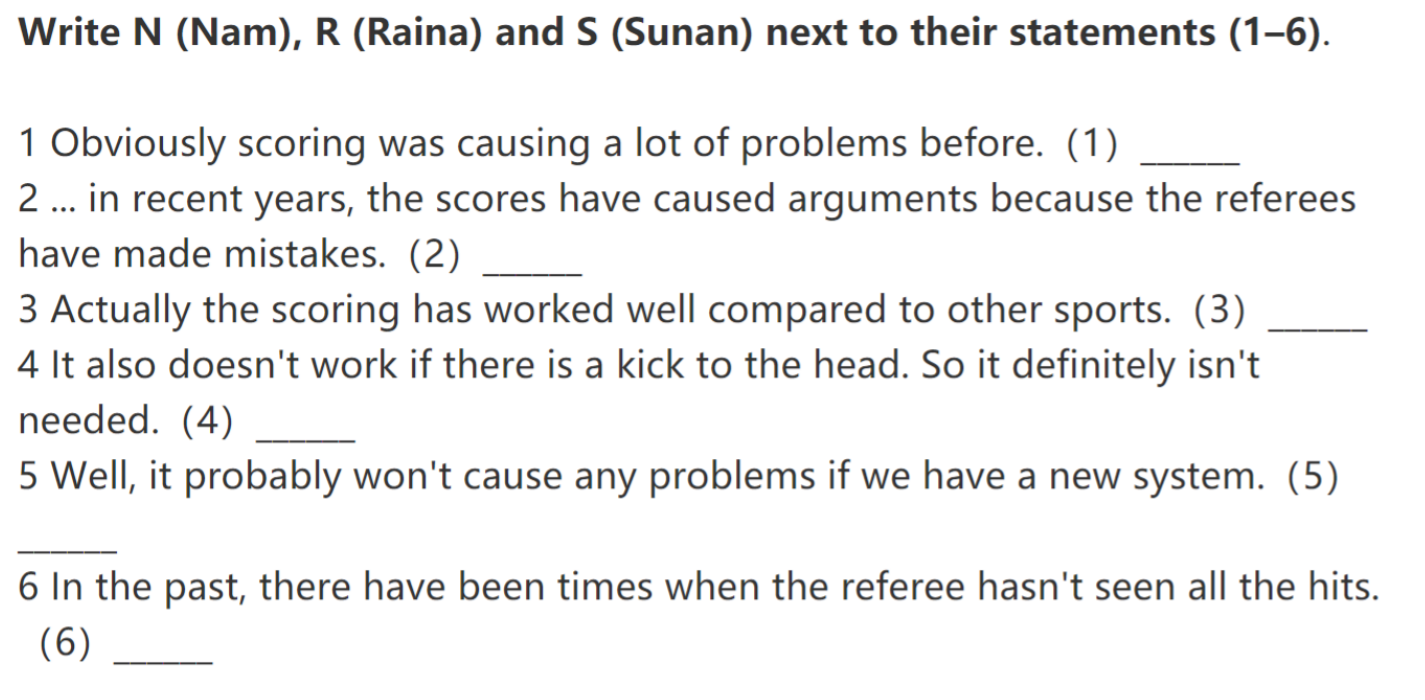 Write N (Nam), R (Raina) and S (Sunan) next to their statements (1–6).
1 Obviously scoring was causing a lot of problems before. (1) ______
2 ... in recent years, the scores have caused arguments because the referees
have made mistakes. (2) ______
3 Actually the scoring has worked well compared to other sports. (3) ______
4 It also doesn't work if there is a kick to the head. So it definitely isn't
needed. (4) ______
5 Well, it probably won't cause any problems if we have a new system. (5)
______
6 In the past, there have been times when the referee hasn't seen all the hits.
(6) ______